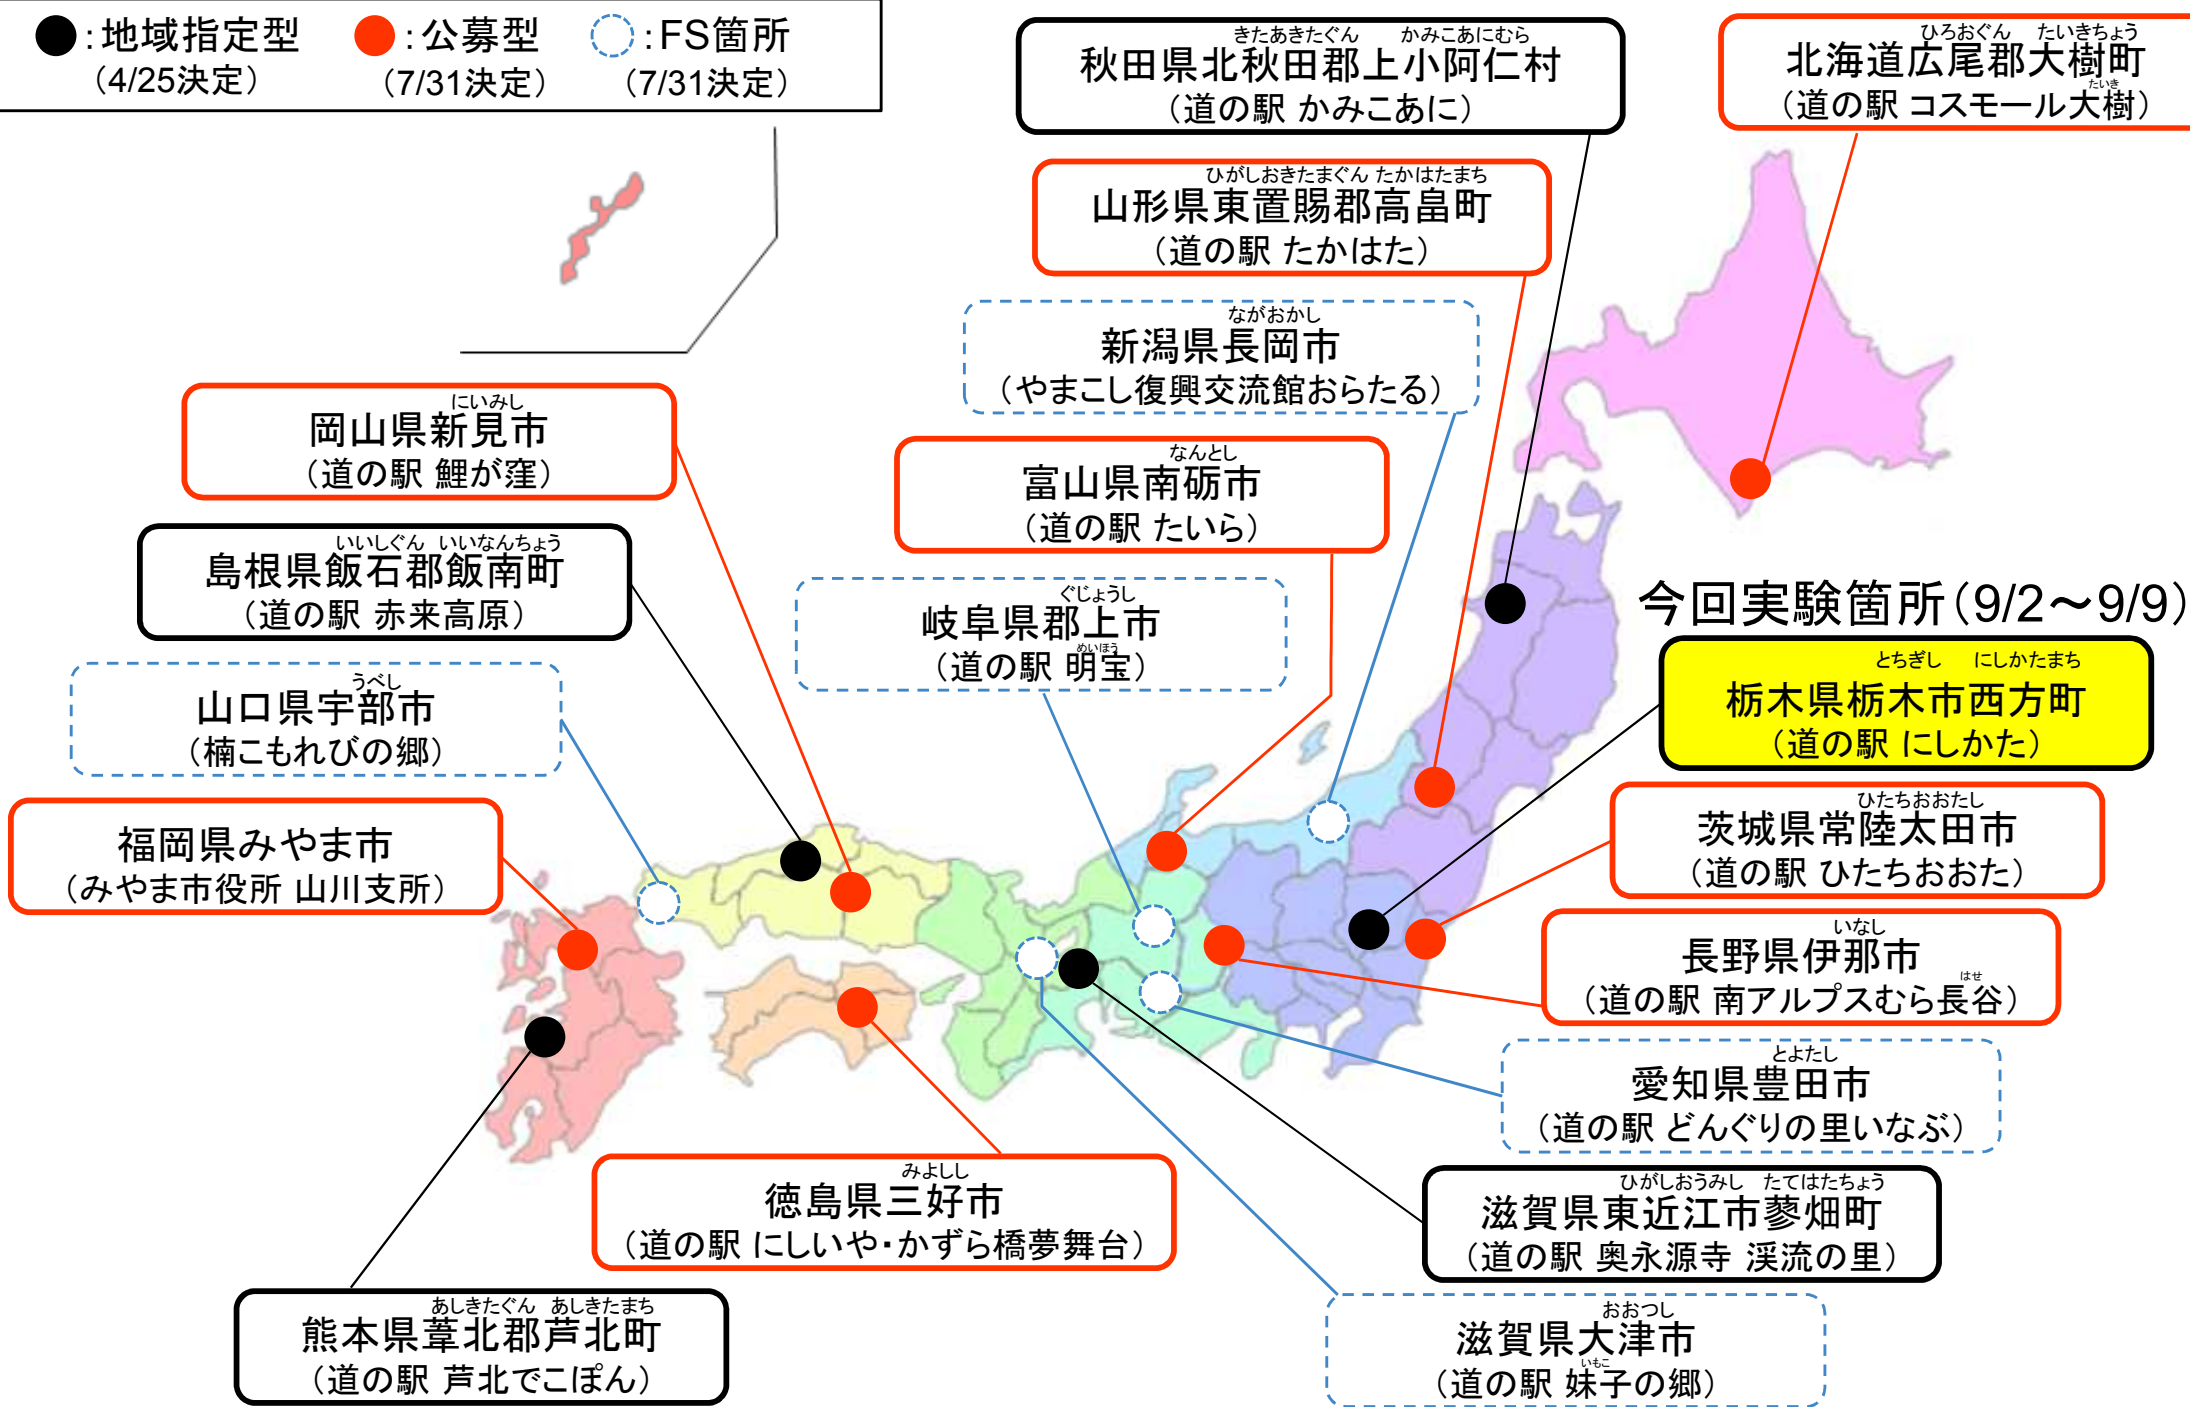 ●：地域指定型
（4/25決定）
●：公募型
（7/31決定）
：FS箇所
（7/31決定）
きたあきたぐん かみこあにむら
秋田県北秋田郡上小阿仁村
（道の駅 かみこあに）
ひろおぐん たいきちょう
北海道広尾郡大樹町
たいき
（道の駅 コスモール大樹）
ひがしおきたまぐん たかはたまち
山形県東置賜郡高畠町
（道の駅 たかはた）
ながおかし
新潟県長岡市
（やまこし復興交流館おらたる）
にいみし
岡山県新見市
（道の駅 鯉が窪）
なんとし
富山県南砺市
（道の駅 たいら）
いいしぐん いいなんちょう
島根県飯石郡飯南町
（道の駅 赤来高原）
ぐじょうし
岐阜県郡上市
めいほう
（道の駅 明宝）
今回実験箇所（9/2～9/9）
とちぎし にしかたまち
栃木県栃木市西方町
（道の駅 にしかた）
うべし
山口県宇部市
（楠こもれびの郷）
ひたちおおたし
茨城県常陸太田市
（道の駅 ひたちおおた）
福岡県みやま市
（みやま市役所 山川支所）
いなし
長野県伊那市
はせ
（道の駅 南アルプスむら長谷）
とよたし
愛知県豊田市
（道の駅 どんぐりの里いなぶ）
みよしし
徳島県三好市
（道の駅 にしいや・かずら橋夢舞台）
ひがしおうみし たてはたちょう
滋賀県東近江市蓼畑町
（道の駅 奥永源寺 渓流の里）
あしきたぐん あしきたまち
熊本県葦北郡芦北町
（道の駅 芦北でこぽん）
おおつし
滋賀県大津市
いもこ
（道の駅 妹子の郷）